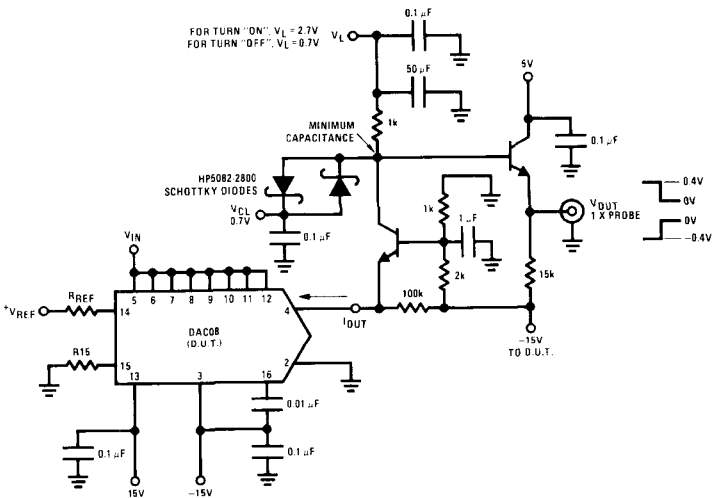 FOR TURN "ON", VL = 2.7V
FOR TURN "OFF", VL = 0.7V
VL
0.1 µF
50 µF
1k
MINIMUM
CAPACITANCE
5V
0.1 µF
HP5082-2800
SCHOTTKY DIODES
VCL
0.7V
0.1 µF
1k
1 µF
2k
VOUT
1 X PROBE
0.4V
0V
0V
-0.4V
15k
-15V
TO D.U.T.
100k
IOUT
VIN
5 6 7 8 9 10 11 12
+VREF
RREF
14
4
DAC08
(D.U.T.)
R15
15
2
13
3
16
0.01 µF
0.1 µF
0.1 µF
15V
-15V